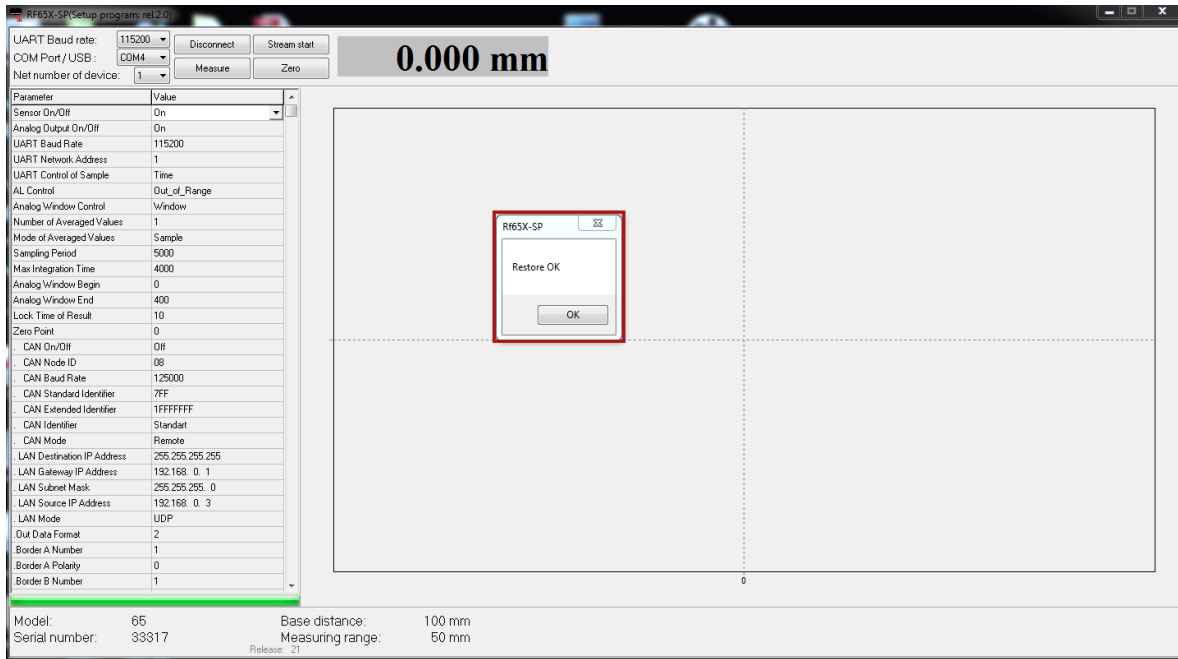 RF65X-SP(Setup program: rel.2.0)
UART Baud rate: 115200 Disconnect Stream start
COM Port / USB : COM4 Measure Zero
Net number of device: 1
0.000 mm
Parameter Value
Sensor On/Off On
Analog Output On/Off On
UART Baud Rate 115200
UART Network Address 1
UART Control of Sample Time
AL Control Out_of_Range
Analog Window Control Window
Number of Averaged Values 1
Mode of Averaged Values Sample
Sampling Period 5000
Max Integration Time 4000
Analog Window Begin 0
Analog Window End 400
Lock Time of Result 10
Zero Point 0
. CAN On/Off Off
. CAN Node ID 08
. CAN Baud Rate 125000
. CAN Standard Identifier 7FF
. CAN Extended Identifier 1FFFFFFF
. CAN Identifier Standart
. CAN Mode Remote
. LAN Destination IP Address 255.255.255.255
. LAN Gateway IP Address 192.168. 0. 1
. LAN Subnet Mask 255.255.255. 0
. LAN Source IP Address 192.168. 0. 3
. LAN Mode UDP
.Out Data Format 2
.Border A Number 1
.Border A Polarity 0
.Border B Number 1
Rf65X-SP
Restore OK
OK
0
Model: 65 Base distance: 100 mm
Serial number: 33317 Measuring range: 50 mm
Release: 21